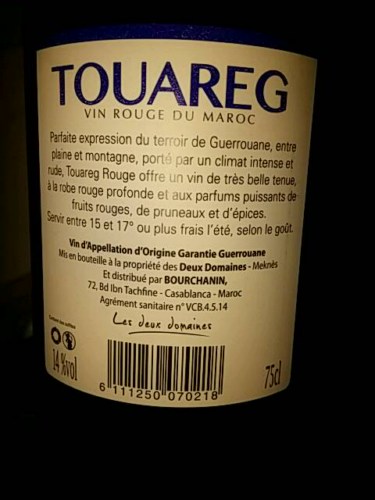 TOUAREG
VIN ROUGE DU MAROC
Parfaite expression du terroir de Guerrouane, entre
plaine et montagne, porté par un climat intense et
rude, Touareg Rouge offre un vin de très belle tenue,
à la robe rouge profonde et aux parfums puissants de
fruits rouges, de pruneaux et d'épices.
Servir entre 15 et 17° ou plus frais l'été, selon le goût.
Vin d'Appellation d'Origine Garantie Guerrouane
Mis en bouteille à la propriété des Deux Domaines - Meknès
Et distribué par BOURCHANIN,
72, Bd Ibn Tachfine - Casablanca - Maroc
Agrément sanitaire n° VCB.4.5.14
Les deux domaines
14 %vol
75cl
6 111250 070218